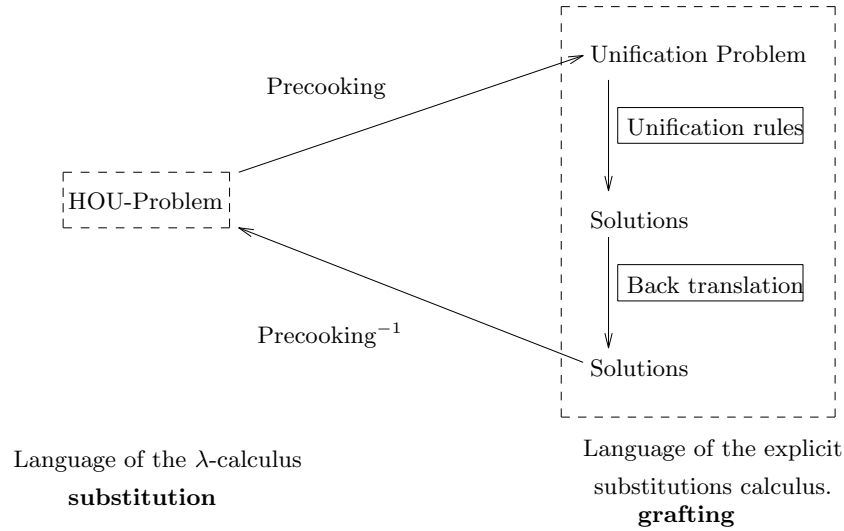 Unification Problem
Precooking
Unification rules
HOU-Problem
Solutions
Back translation
Precooking⁻¹
Solutions
Language of the λ-calculus
substitution
Language of the explicit
substitutions calculus.
grafting